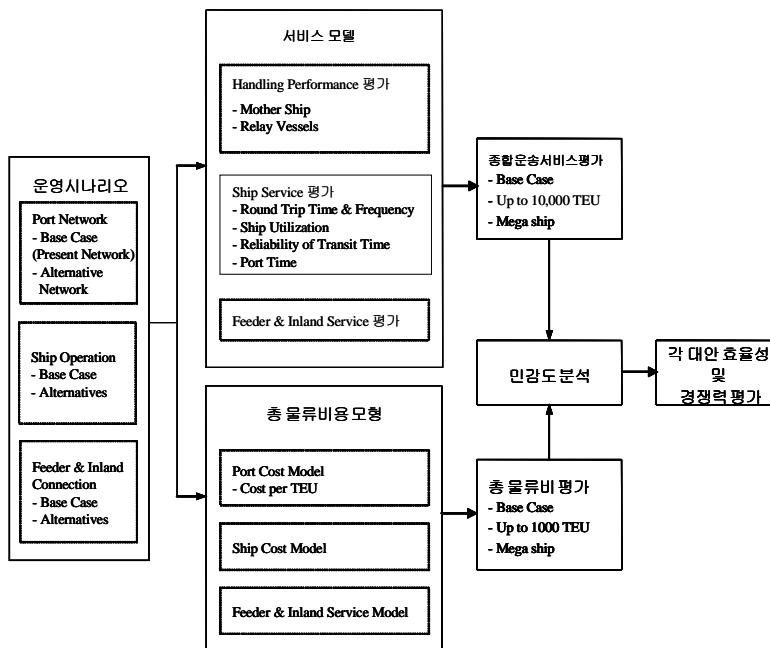 운영시나리오
Port Network
- Base Case
(Present Network)
- Alternative
Network
Ship Operation
- Base Case
- Alternatives
Feeder & Inland
Connection
- Base Case
- Alternatives
서비스 모델
Handling Performance 평가
- Mother Ship
- Relay Vessels
Ship Service 평가
- Round Trip Time & Frequency
- Ship Utilization
- Reliability of Transit Time
- Port Time
Feeder & Inland Service 평가
총 물류비용 모형
Port Cost Model
- Cost per TEU
Ship Cost Model
Feeder & Inland Service Model
종합운송서비스평가
- Base Case
- Up to 10,000 TEU
- Mega ship
민감도분석
총 물류비 평가
- Base Case
- Up to 1000 TEU
- Mega ship
각 대안 효율성
및
경쟁력 평가